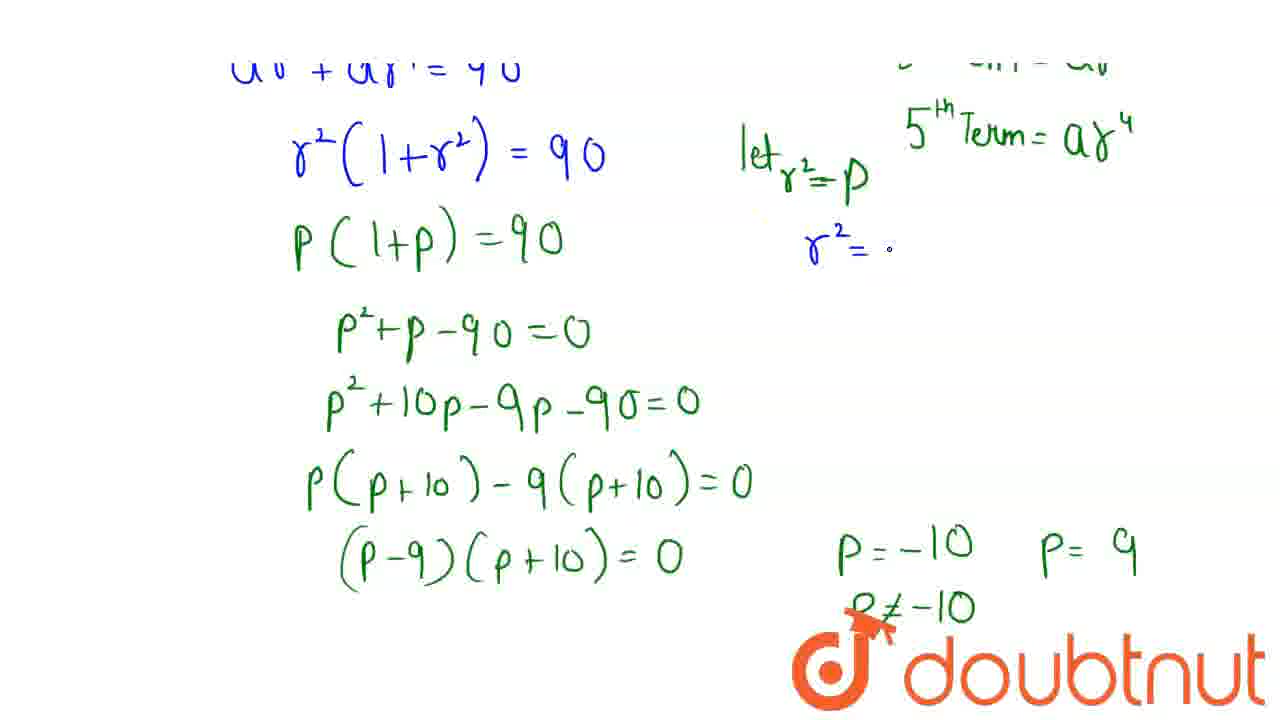 r²(1+r²) = 90
let r² = p
5th Term = ar⁴
p(1+p) = 90
r² =
p²+p-90=0
p²+10p-9p-90=0
p(p+10)-9(p+10)=0
(p-9)(p+10)=0
p=-10 p=9
p≠-10
doubtnut